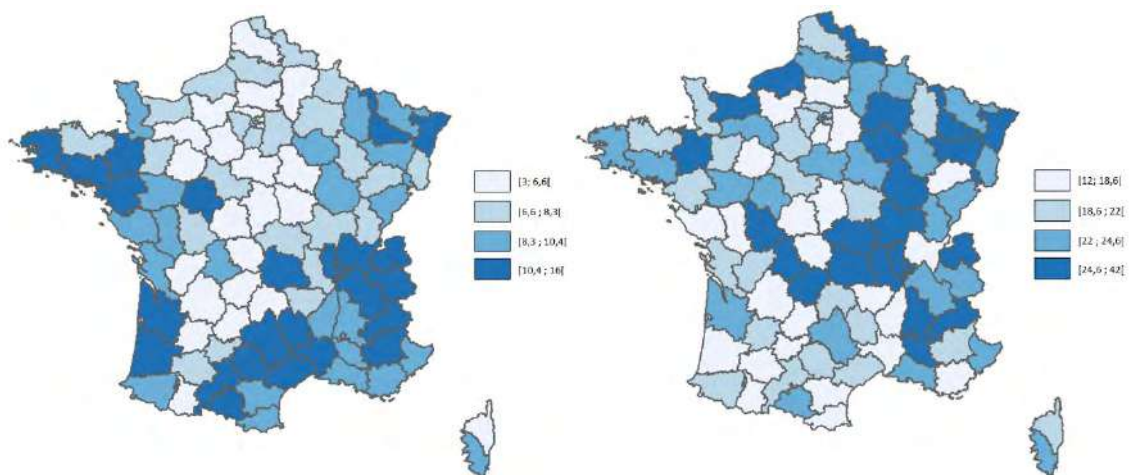 [3; 6,6[
[6,6 ; 8,3[
[8,3 ; 10,4[
[10,4 ; 16[
[12; 18,6[
[18,6 ; 22[
[22 ; 24,6[
[24,6 ; 42[